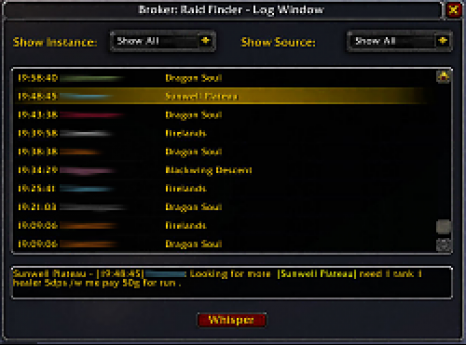 Broker: Raid Finder - Log Window
Show Instance: Show All Show Source: Show All
19:58:40 Dragon Soul
19:48:45 Sunwell Plateau
19:43:38 Dragon Soul
19:39:58 Firelands
19:38:38 Dragon Soul
19:34:29 Blackwing Descent
19:25:41 Firelands
19:21:03 Dragon Soul
19:09:06 Firelands
19:09:06 Dragon Soul
Sunwell Plateau - [19:48:45] Looking for more [Sunwell Plateau] need 1 tank 1
healer 5dps /w me pay 50g for run .
Whisper